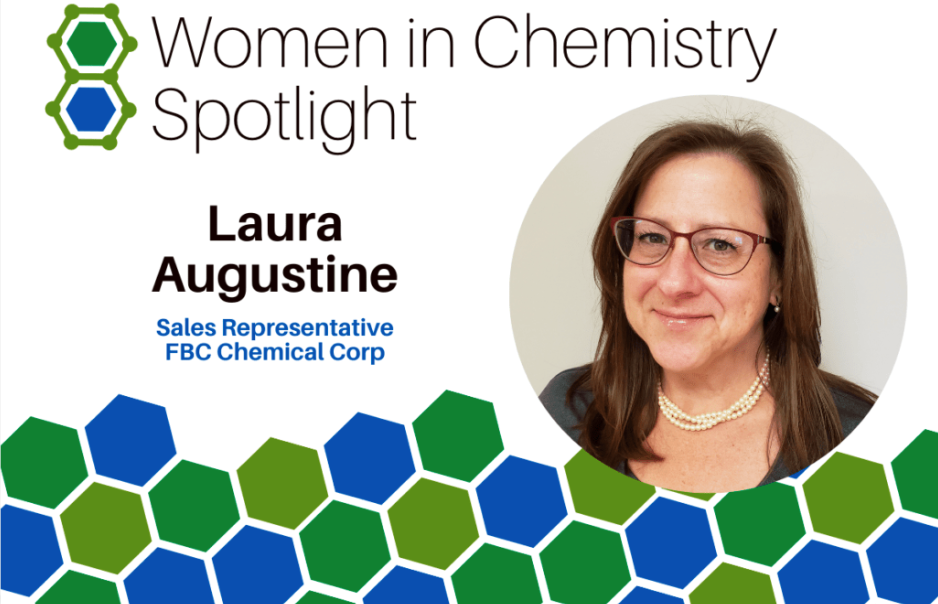 Women in Chemistry
Spotlight
Laura
Augustine
Sales Representative
FBC Chemical Corp